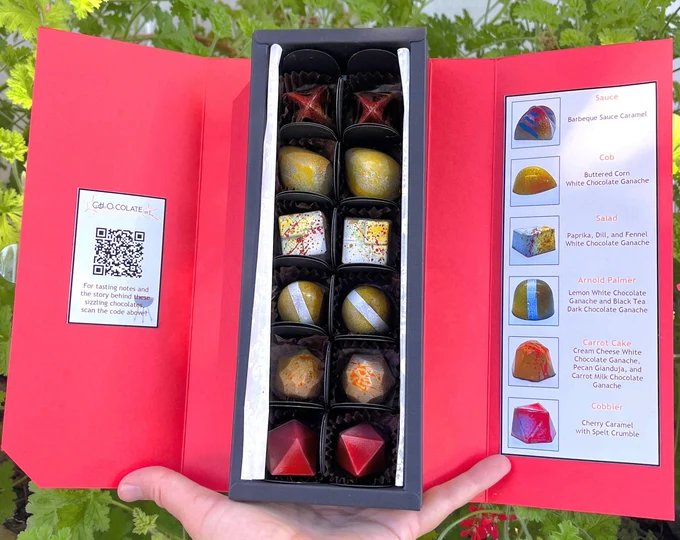 CHOCOLATE
For tasting notes and
the story behind these
sizzling chocolates,
scan the code above!
Sauce
Barbeque Sauce Caramel
Cob
Buttered Corn
White Chocolate Ganache
Salad
Paprika, Dill, and Fennel
White Chocolate Ganache
Arnold Palmer
Lemon White Chocolate
Ganache and Black Tea
Dark Chocolate Ganache
Carrot Cake
Cream Cheese White
Chocolate Ganache,
Pecan Gianduja, and
Carrot Milk Chocolate
Ganache
Cobbler
Cherry Caramel
with Spelt Crumble